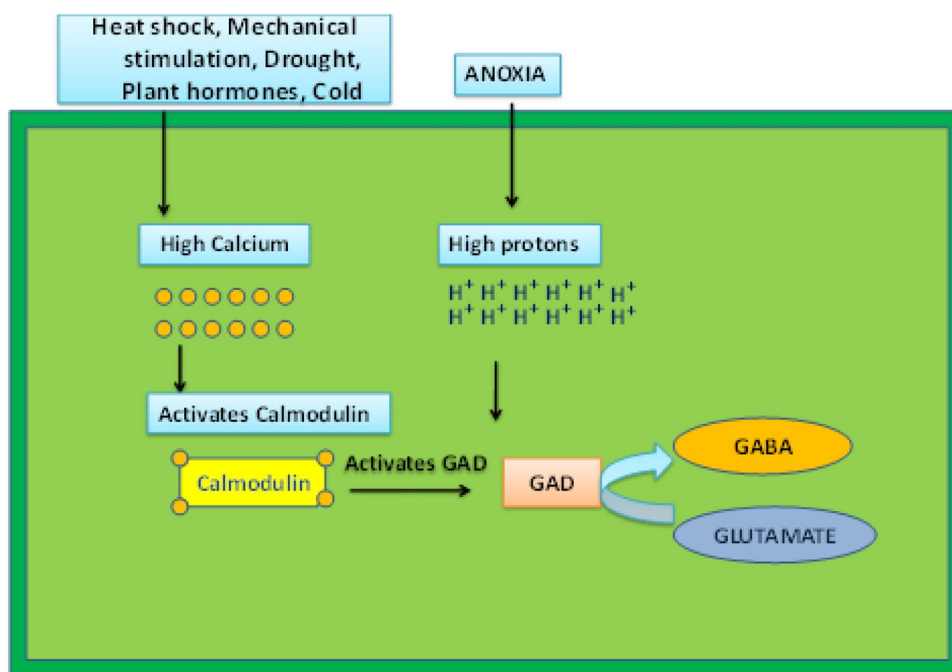 Heat shock, Mechanical
stimulation, Drought,
Plant hormones, Cold
ANOXIA
High Calcium
High protons
H⁺ H⁺ H⁺ H⁺ H⁺ H⁺
H⁺ H⁺ H⁺ H⁺ H⁺ H⁺
Activates Calmodulin
Calmodulin
Activates GAD
GAD
GABA
GLUTAMATE